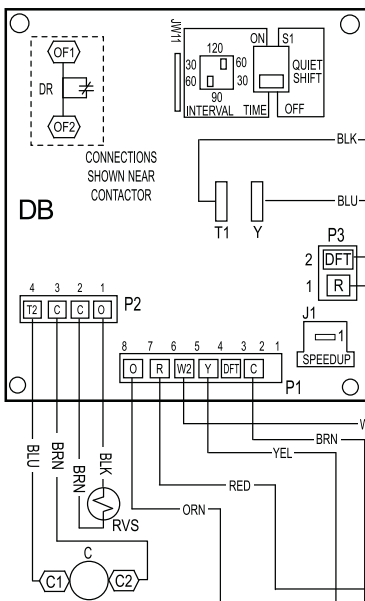 OF1
DR
OF2
CONNECTIONS
SHOWN NEAR
CONTACTOR
JW11
120
30
60
60
30
90
INTERVAL TIME
ON
S1
QUIET
SHIFT
OFF
BLK
BLU
T1
Y
DB
P3
2 DFT
1 R
J1
1
SPEEDUP
4 3 2 1
T2 C C O
P2
8 7 6 5 4 3 2 1
O R W2 Y DFT C
P1
BLU
BRN
BRN
BLK
RVS
C
C1
C2
BRN
YEL
RED
ORN